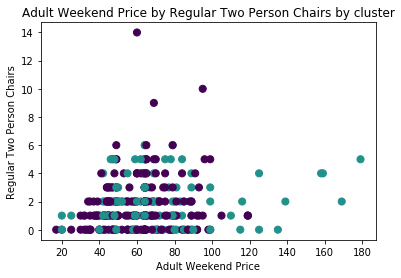 Adult Weekend Price by Regular Two Person Chairs by cluster
Regular Two Person Chairs
14
12
10
8
6
4
2
0
20 40 60 80 100 120 140 160 180
Adult Weekend Price